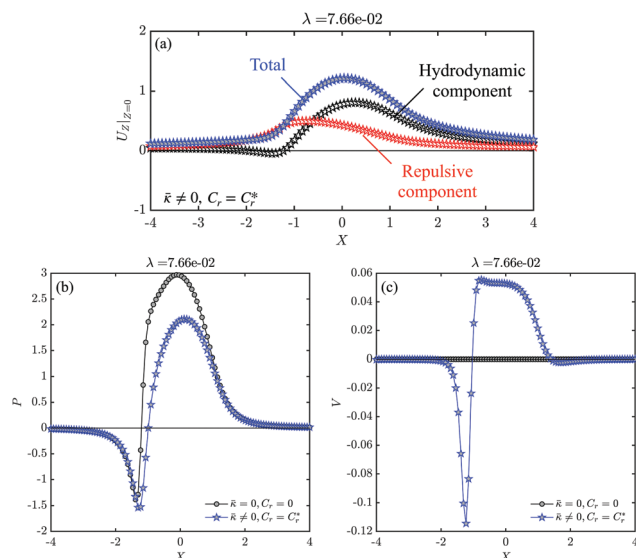 λ =7.66e-02
(a)
Total
Hydrodynamic
component
Repulsive
component
κ̄ ≠ 0, C_r = C_r^*
U_Z|_{Z=0}
2
1
0
-1
-4 -3 -2 -1 0 1 2 3 4
X
λ =7.66e-02
(b)
P
3
2.5
2
1.5
1
0.5
0
-0.5
-1
-1.5
-2
κ̄ = 0, C_r = 0
κ̄ ≠ 0, C_r = C_r^*
-4 -2 0 2 4
X
λ =7.66e-02
(c)
V
0.06
0.04
0.02
0
-0.02
-0.04
-0.06
-0.08
-0.1
-0.12
κ̄ = 0, C_r = 0
κ̄ ≠ 0, C_r = C_r^*
-4 -2 0 2 4
X